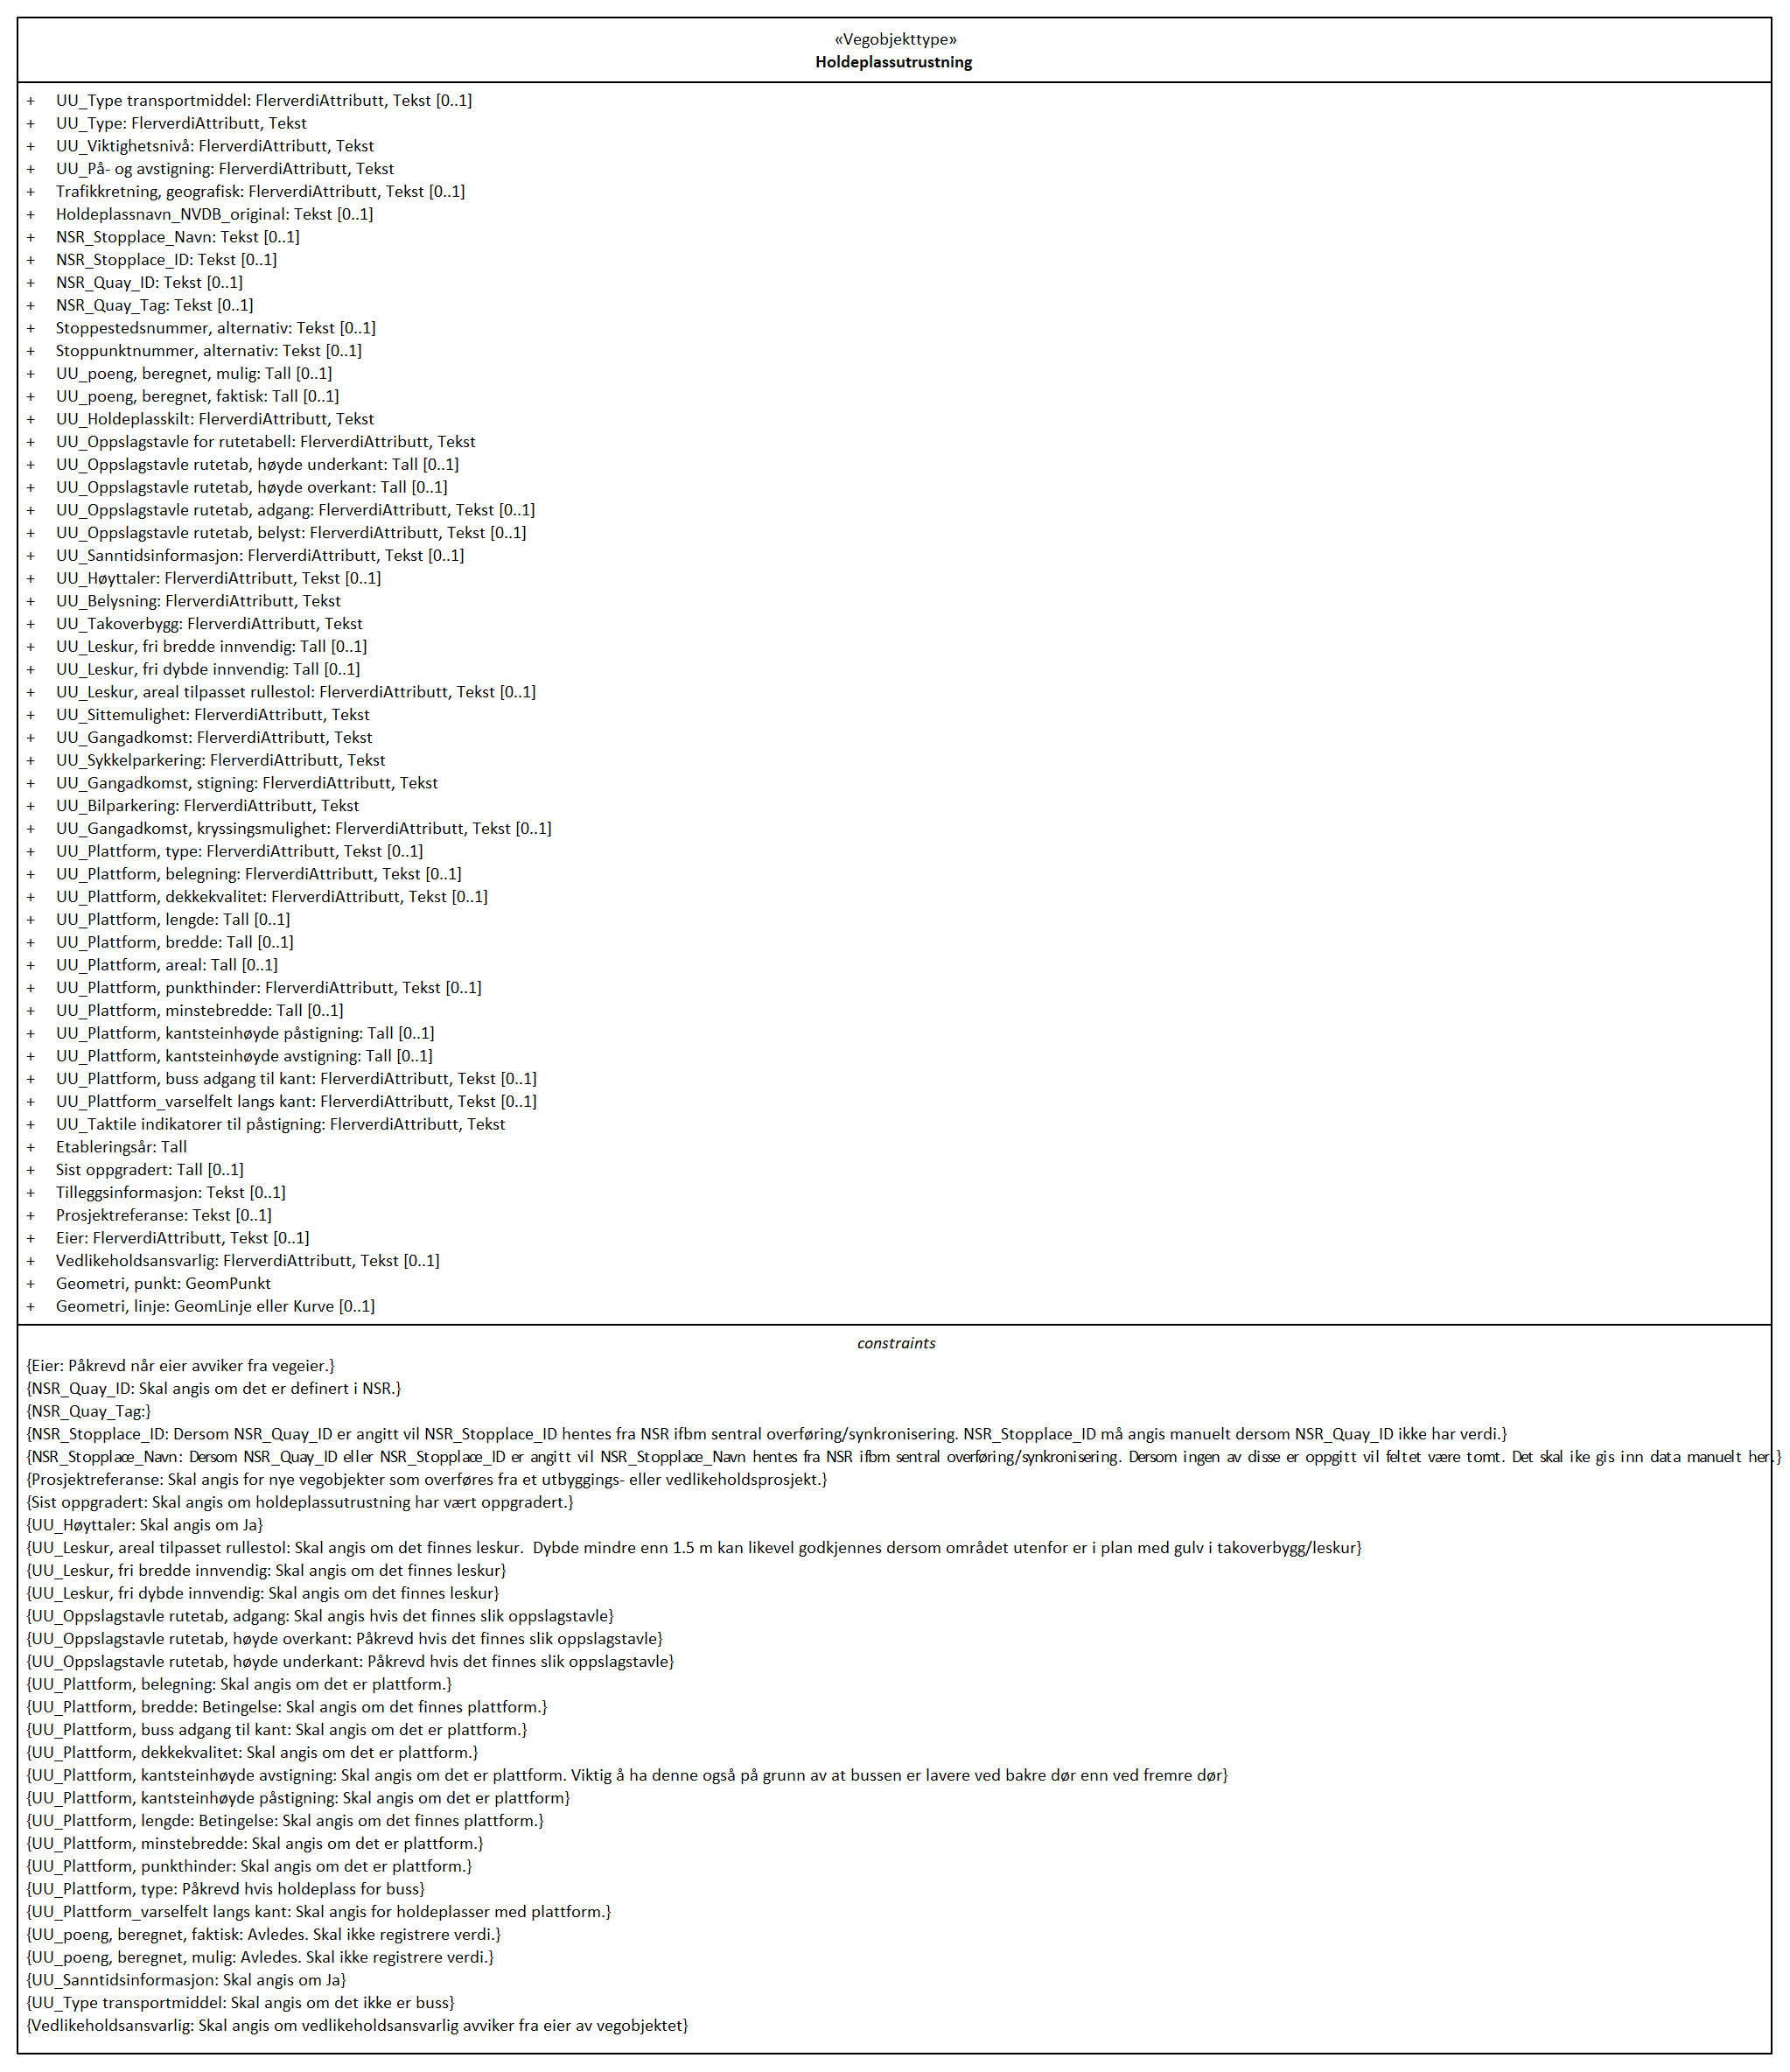 «Vegobjekttype»
Holdeplassutrustning
+ UU_Type transportmiddel: FlerverdiAttributt, Tekst [0..1]
+ UU_Type: FlerverdiAttributt, Tekst
+ UU_Viktighetsnivå: FlerverdiAttributt, Tekst
+ UU_På- og avstigning: FlerverdiAttributt, Tekst
+ Trafikkretning, geografisk: FlerverdiAttributt, Tekst [0..1]
+ Holdeplassnavn_NVDB_original: Tekst [0..1]
+ NSR_Stopplace_Navn: Tekst [0..1]
+ NSR_Stopplace_ID: Tekst [0..1]
+ NSR_Quay_ID: Tekst [0..1]
+ NSR_Quay_Tag: Tekst [0..1]
+ Stoppestedsnummer, alternativ: Tekst [0..1]
+ Stoppunktnummer, alternativ: Tekst [0..1]
+ UU_poeng, beregnet, mulig: Tall [0..1]
+ UU_poeng, beregnet, faktisk: Tall [0..1]
+ UU_Holdeplasskilt: FlerverdiAttributt, Tekst
+ UU_Oppslagstavle for rutetabell: FlerverdiAttributt, Tekst
+ UU_Oppslagstavle rutetab, høyde underkant: Tall [0..1]
+ UU_Oppslagstavle rutetab, høyde overkant: Tall [0..1]
+ UU_Oppslagstavle rutetab, adgang: FlerverdiAttributt, Tekst [0..1]
+ UU_Oppslagstavle rutetab, belyst: FlerverdiAttributt, Tekst [0..1]
+ UU_Sanntidsinformasjon: FlerverdiAttributt, Tekst [0..1]
+ UU_Høyttaler: FlerverdiAttributt, Tekst [0..1]
+ UU_Belysning: FlerverdiAttributt, Tekst
+ UU_Takoverbygg: FlerverdiAttributt, Tekst
+ UU_Leskur, fri bredde innvendig: Tall [0..1]
+ UU_Leskur, fri dybde innvendig: Tall [0..1]
+ UU_Leskur, areal tilpasset rullestol: FlerverdiAttributt, Tekst [0..1]
+ UU_Sittemulighet: FlerverdiAttributt, Tekst
+ UU_Gangadkomst: FlerverdiAttributt, Tekst
+ UU_Sykkelparkering: FlerverdiAttributt, Tekst
+ UU_Gangadkomst, stigning: FlerverdiAttributt, Tekst
+ UU_Bilparkering: FlerverdiAttributt, Tekst
+ UU_Gangadkomst, kryssingsmulighet: FlerverdiAttributt, Tekst [0..1]
+ UU_Plattform, type: FlerverdiAttributt, Tekst [0..1]
+ UU_Plattform, belegning: FlerverdiAttributt, Tekst [0..1]
+ UU_Plattform, dekkekvalitet: FlerverdiAttributt, Tekst [0..1]
+ UU_Plattform, lengde: Tall [0..1]
+ UU_Plattform, bredde: Tall [0..1]
+ UU_Plattform, areal: Tall [0..1]
+ UU_Plattform, punkthinder: FlerverdiAttributt, Tekst [0..1]
+ UU_Plattform, minstebredde: Tall [0..1]
+ UU_Plattform, kantsteinhøyde påstigning: Tall [0..1]
+ UU_Plattform, kantsteinhøyde avstigning: Tall [0..1]
+ UU_Plattform, buss adgang til kant: FlerverdiAttributt, Tekst [0..1]
+ UU_Plattform_varselfelt langs kant: FlerverdiAttributt, Tekst [0..1]
+ UU_Taktile indikatorer til påstigning: FlerverdiAttributt, Tekst
+ Etableringsår: Tall
+ Sist oppgradert: Tall [0..1]
+ Tilleggsinformasjon: Tekst [0..1]
+ Prosjektreferanse: Tekst [0..1]
+ Eier: FlerverdiAttributt, Tekst [0..1]
+ Vedlikeholdsansvarlig: FlerverdiAttributt, Tekst [0..1]
+ Geometri, punkt: GeomPunkt
+ Geometri, linje: GeomLinje eller Kurve [0..1]
constraints
{Eier: Påkrevd når eier avviker fra vegeier.}
{NSR_Quay_ID: Skal angis om det er definert i NSR.}
{NSR_Quay_Tag:}
{NSR_Stopplace_ID: Dersom NSR_Quay_ID er angitt vil NSR_Stopplace_ID hentes fra NSR ifbm sentral overføring/synkronisering. NSR_Stopplace_ID må angis manuelt dersom NSR_Quay_ID ikke har verdi.}
{NSR_Stopplace_Navn: Dersom NSR_Quay_ID eller NSR_Stopplace_ID er angitt vil NSR_Stopplace_Navn hentes fra NSR ifbm sentral overføring/synkronisering. Dersom ingen av disse er oppgitt vil feltet være tomt. Det skal ike gis inn data manuelt her.}
{Prosjektreferanse: Skal angis for nye vegobjekter som overføres fra et utbyggings- eller vedlikeholdsprosjekt.}
{Sist oppgradert: Skal angis om holdeplassutrustning har vært oppgradert.}
{UU_Høyttaler: Skal angis om Ja}
{UU_Leskur, areal tilpasset rullestol: Skal angis om det finnes leskur.  Dybde mindre enn 1.5 m kan likevel godkjennes dersom området utenfor er i plan med gulv i takoverbygg/leskur}
{UU_Leskur, fri bredde innvendig: Skal angis om det finnes leskur}
{UU_Leskur, fri dybde innvendig: Skal angis om det finnes leskur}
{UU_Oppslagstavle rutetab, adgang: Skal angis hvis det finnes slik oppslagstavle}
{UU_Oppslagstavle rutetab, høyde overkant: Påkrevd hvis det finnes slik oppslagstavle}
{UU_Oppslagstavle rutetab, høyde underkant: Påkrevd hvis det finnes slik oppslagstavle}
{UU_Plattform, belegning: Skal angis om det er plattform.}
{UU_Plattform, bredde: Betingelse: Skal angis om det finnes plattform.}
{UU_Plattform, buss adgang til kant: Skal angis om det er plattform.}
{UU_Plattform, dekkekvalitet: Skal angis om det er plattform.}
{UU_Plattform, kantsteinhøyde avstigning: Skal angis om det er plattform. Viktig å ha denne også på grunn av at bussen er lavere ved bakre dør enn ved fremre dør}
{UU_Plattform, kantsteinhøyde påstigning: Skal angis om det er plattform}
{UU_Plattform, lengde: Betingelse: Skal angis om det finnes plattform.}
{UU_Plattform, minstebredde: Skal angis om det er plattform.}
{UU_Plattform, punkthinder: Skal angis om det er plattform.}
{UU_Plattform, type: Påkrevd hvis holdeplass for buss}
{UU_Plattform_varselfelt langs kant: Skal angis for holdeplasser med plattform.}
{UU_poeng, beregnet, faktisk: Avledes. Skal ikke registrere verdi.}
{UU_poeng, beregnet, mulig: Avledes. Skal ikke registrere verdi.}
{UU_Sanntidsinformasjon: Skal angis om Ja}
{UU_Type transportmiddel: Skal angis om det ikke er buss}
{Vedlikeholdsansvarlig: Skal angis om vedlikeholdsansvarlig avviker fra eier av vegobjektet}